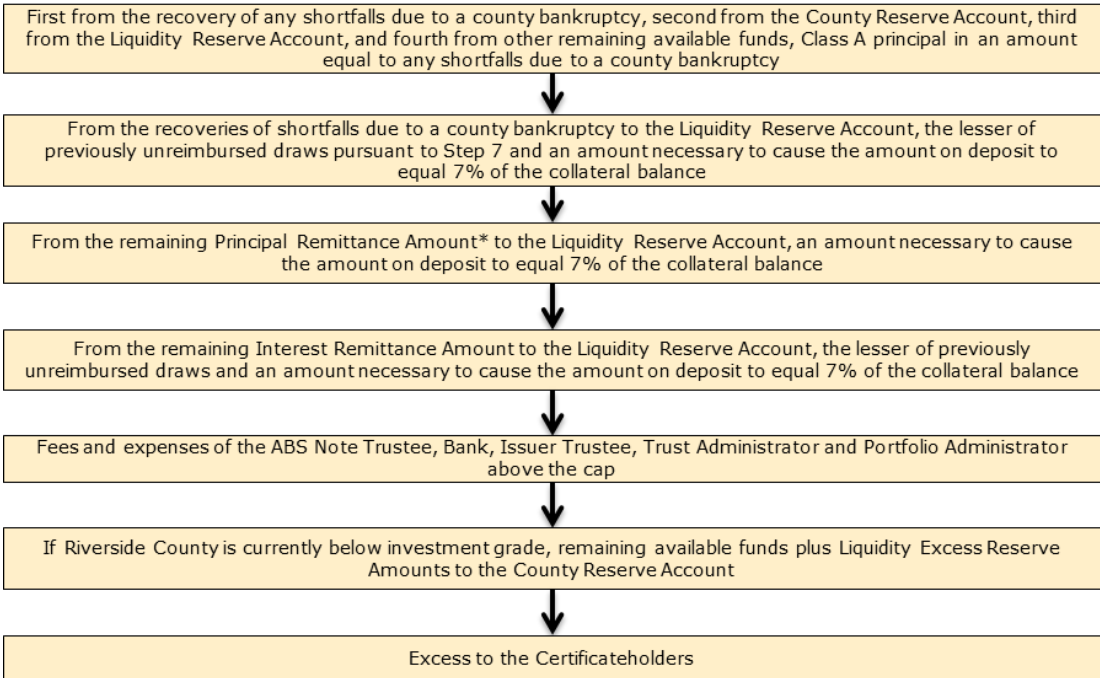 First from the recovery of any shortfalls due to a county bankruptcy, second from the County Reserve Account, third
from the Liquidity Reserve Account, and fourth from other remaining available funds, Class A principal in an amount
equal to any shortfalls due to a county bankruptcy
From the recoveries of shortfalls due to a county bankruptcy to the Liquidity Reserve Account, the lesser of
previously unreimbursed draws pursuant to Step 7 and an amount necessary to cause the amount on deposit to
equal 7% of the collateral balance
From the remaining Principal Remittance Amount* to the Liquidity Reserve Account, an amount necessary to cause
the amount on deposit to equal 7% of the collateral balance
From the remaining Interest Remittance Amount to the Liquidity Reserve Account, the lesser of previously
unreimbursed draws and an amount necessary to cause the amount on deposit to equal 7% of the collateral balance
Fees and expenses of the ABS Note Trustee, Bank, Issuer Trustee, Trust Administrator and Portfolio Administrator
above the cap
If Riverside County is currently below investment grade, remaining available funds plus Liquidity Excess Reserve
Amounts to the County Reserve Account
Excess to the Certificateholders